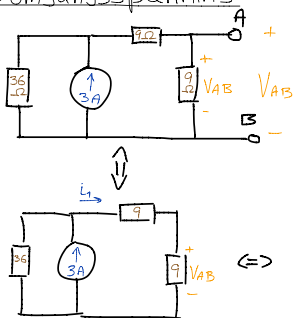 9Ω A +
36 Ω 3A + 9 Ω VAB - VAB
B -
i1
9
36 3A + 9 VAB - <=>